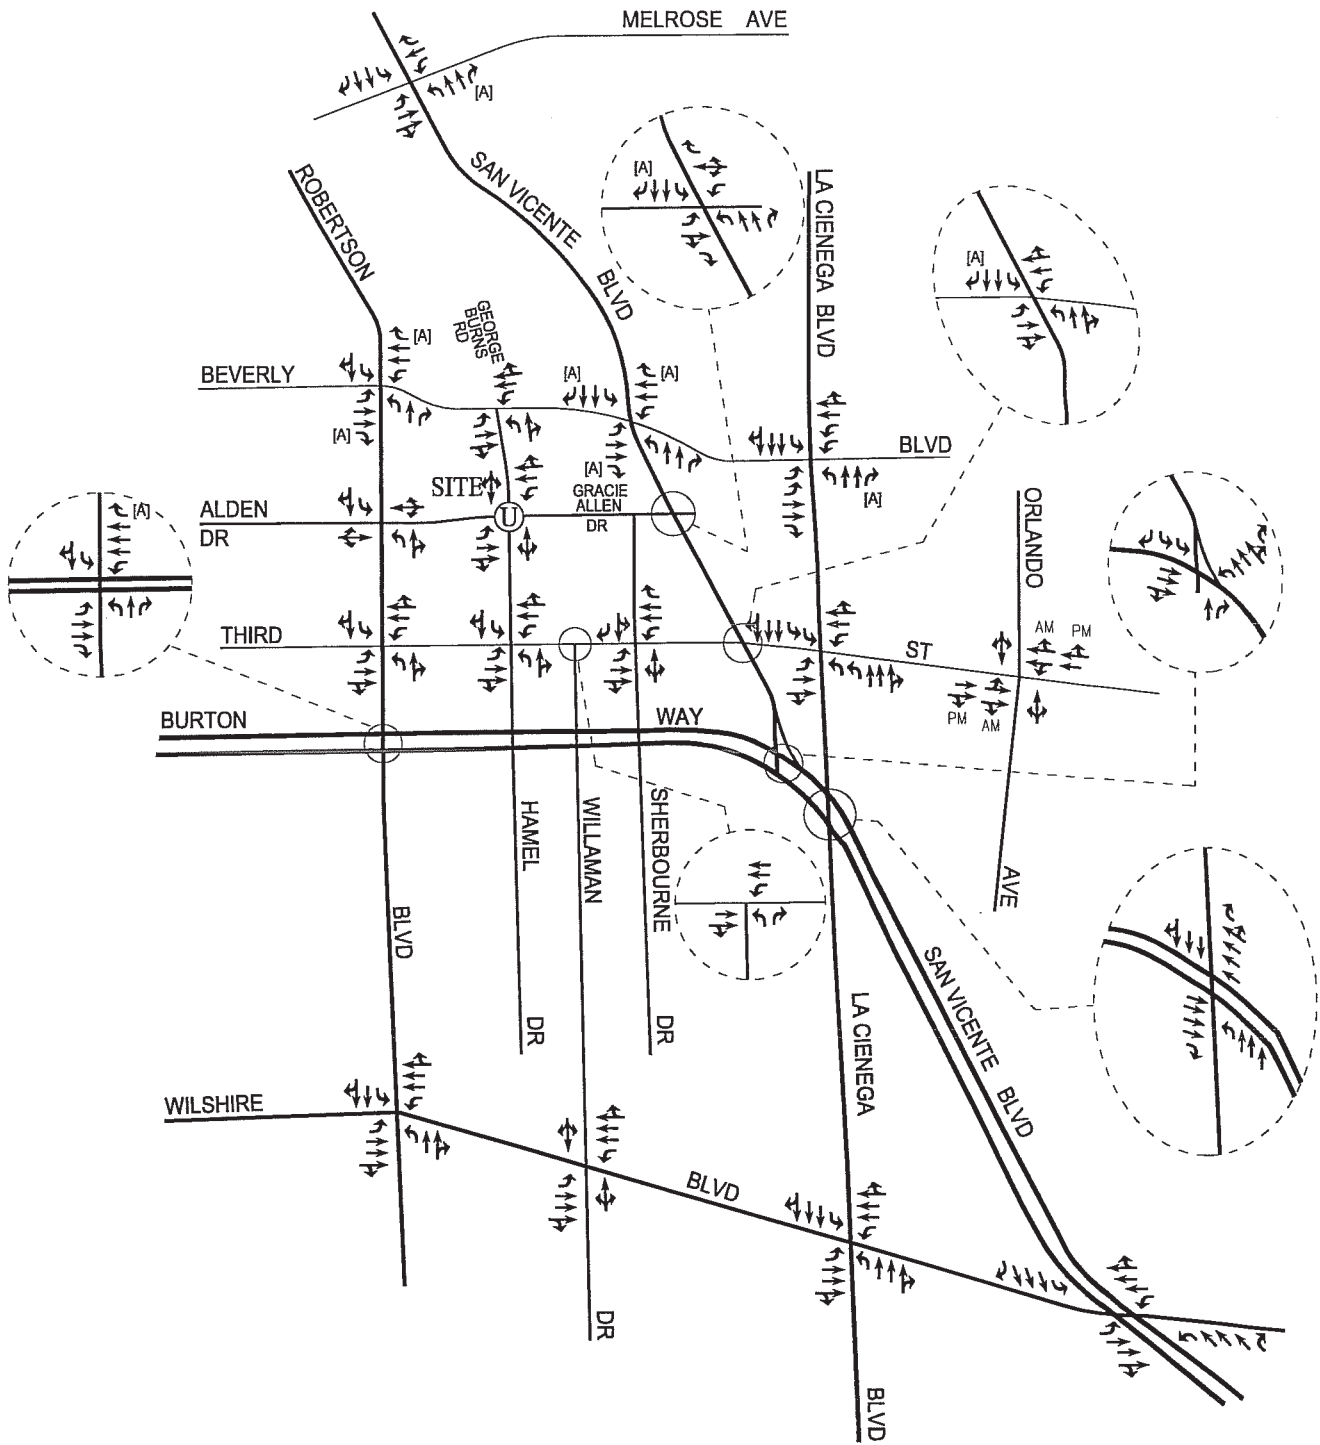 MELROSE AVE
[A]
SAN VICENTE
BLVD
ROBERTSON
[A]
LA CIENEGA BLVD
[A]
GEORGE
BURNS
RD
[A]
BEVERLY
[A]
[A]
[A]
BLVD
[A]
[A]
SITE
GRACIE
ALLEN
DR
U
ALDEN
DR
[A]
ORLANDO
THIRD
ST
AM
PM
PM
AM
BURTON
WAY
HAMEL
WILLAMAN
SHERBOURNE
AVE
BLVD
SAN VICENTE
BLVD
DR
DR
LA CIENEGA
WILSHIRE
BLVD
DR
BLVD